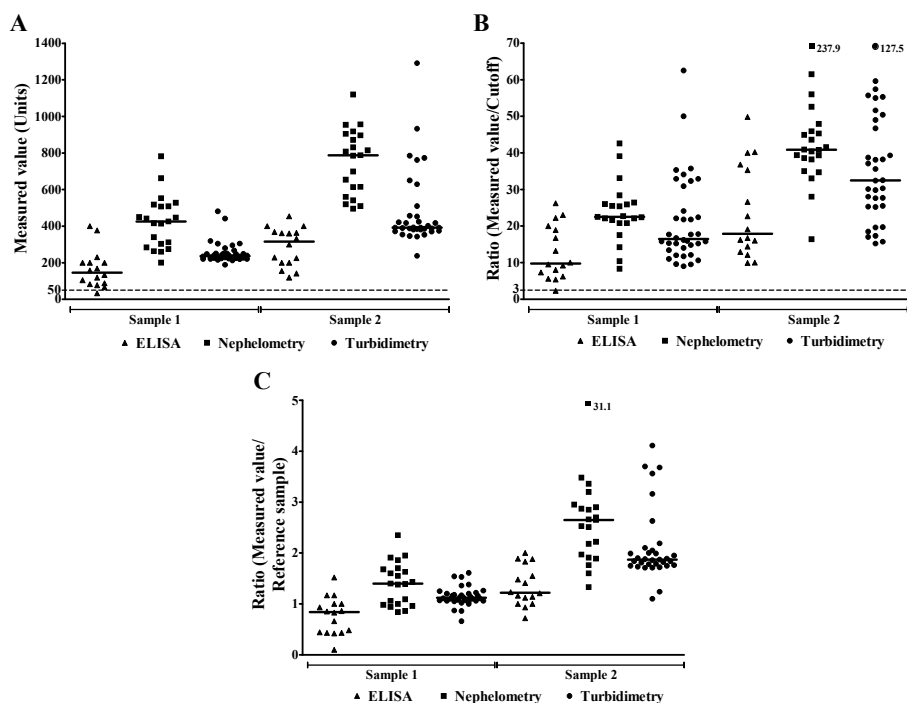 A
Measured value (Units)
1400
1200
1000
800
600
400
200
50
0
Sample 1
Sample 2
ELISA
Nephelometry
Turbidimetry
B
Ratio (Measured value/Cutoff)
70
60
50
40
30
20
10
3
0
237.9
127.5
Sample 1
Sample 2
ELISA
Nephelometry
Turbidimetry
C
Ratio (Measured value/
Reference sample)
5
4
3
2
1
0
31.1
Sample 1
Sample 2
ELISA
Nephelometry
Turbidimetry